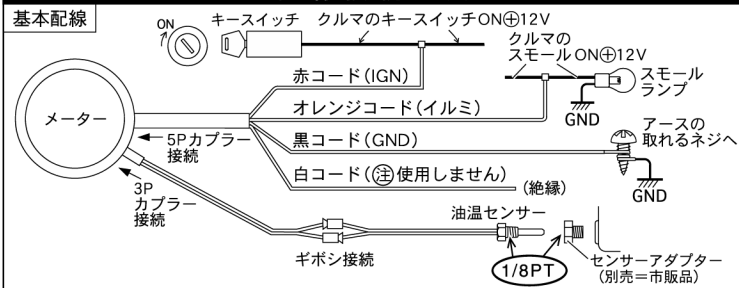 基本配線
ON
キースイッチ
クルマのキースイッチON⊕12V
クルマの
スモールON⊕12V
スモール
ランプ
GND
赤コード(IGN)
オレンジコード(イルミ)
メーター
5Pカプラー
接続
黒コード(GND)
アースの
取れるネジへ
GND
白コード(㊟使用しません)
(絶縁)
3P
カプラー
接続
油温センサー
ギボシ接続
1/8PT
センサーアダプター
(別売=市販品)